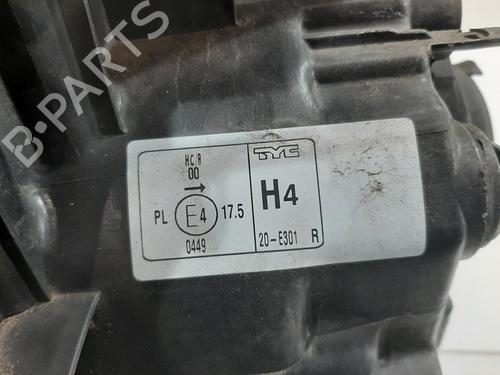 B-PARTS
HC/R
00
→
PL E4 17.5
0449
TYC
H4
20-E301 R